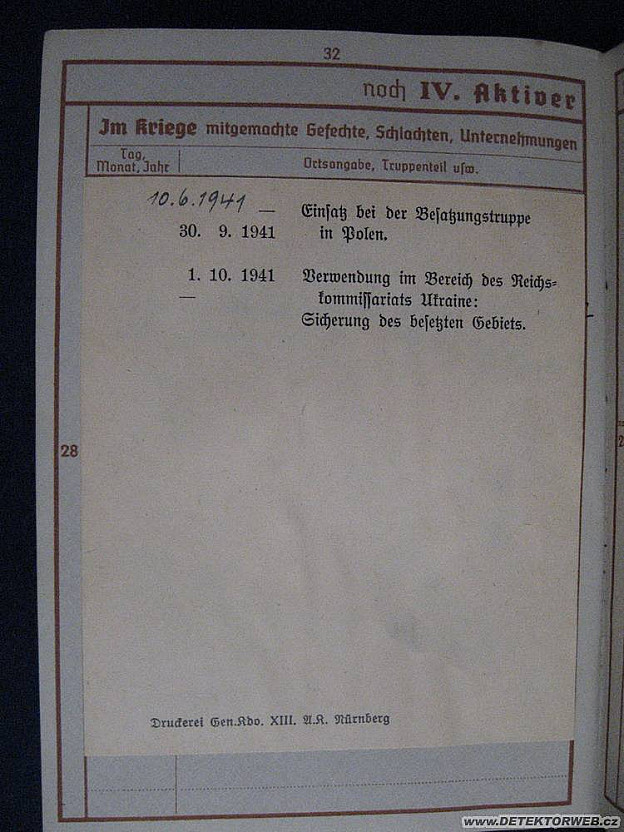 32
noch IV. Aktiver
Im Kriege mitgemachte Gefechte, Schlachten, Unternehmungen
Tag, Monat, Jahr
Ortsangabe, Truppenteil usw.
10.6.1941 — Einsatz bei der Besatzungstruppe
30. 9. 1941 in Polen.
1. 10. 1941 Verwendung im Bereich des Reichs-
— kommissariats Ukraine:
Sicherung des besetzten Gebiets.
28
Druckerei Gen.Kdo. XIII. A.K. Nürnberg
www.DETEKTORWEB.cz